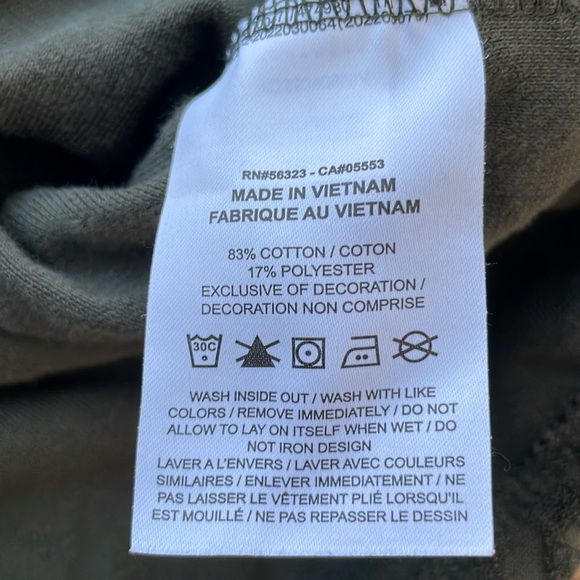 RN#56323 - CA#05553
MADE IN VIETNAM
FABRIQUE AU VIETNAM
83% COTTON / COTON
17% POLYESTER
EXCLUSIVE OF DECORATION /
DECORATION NON COMPRISE
30C
WASH INSIDE OUT / WASH WITH LIKE
COLORS / REMOVE IMMEDIATELY / DO NOT
ALLOW TO LAY ON ITSELF WHEN WET / DO
NOT IRON DESIGN
LAVER A L'ENVERS / LAVER AVEC COULEURS
SIMILAIRES / ENLEVER IMMEDIATEMENT / NE
PAS LAISSER LE VÊTEMENT PLIÉ LORSQU'IL
EST MOUILLÉ / NE PAS REPASSER LE DESSIN